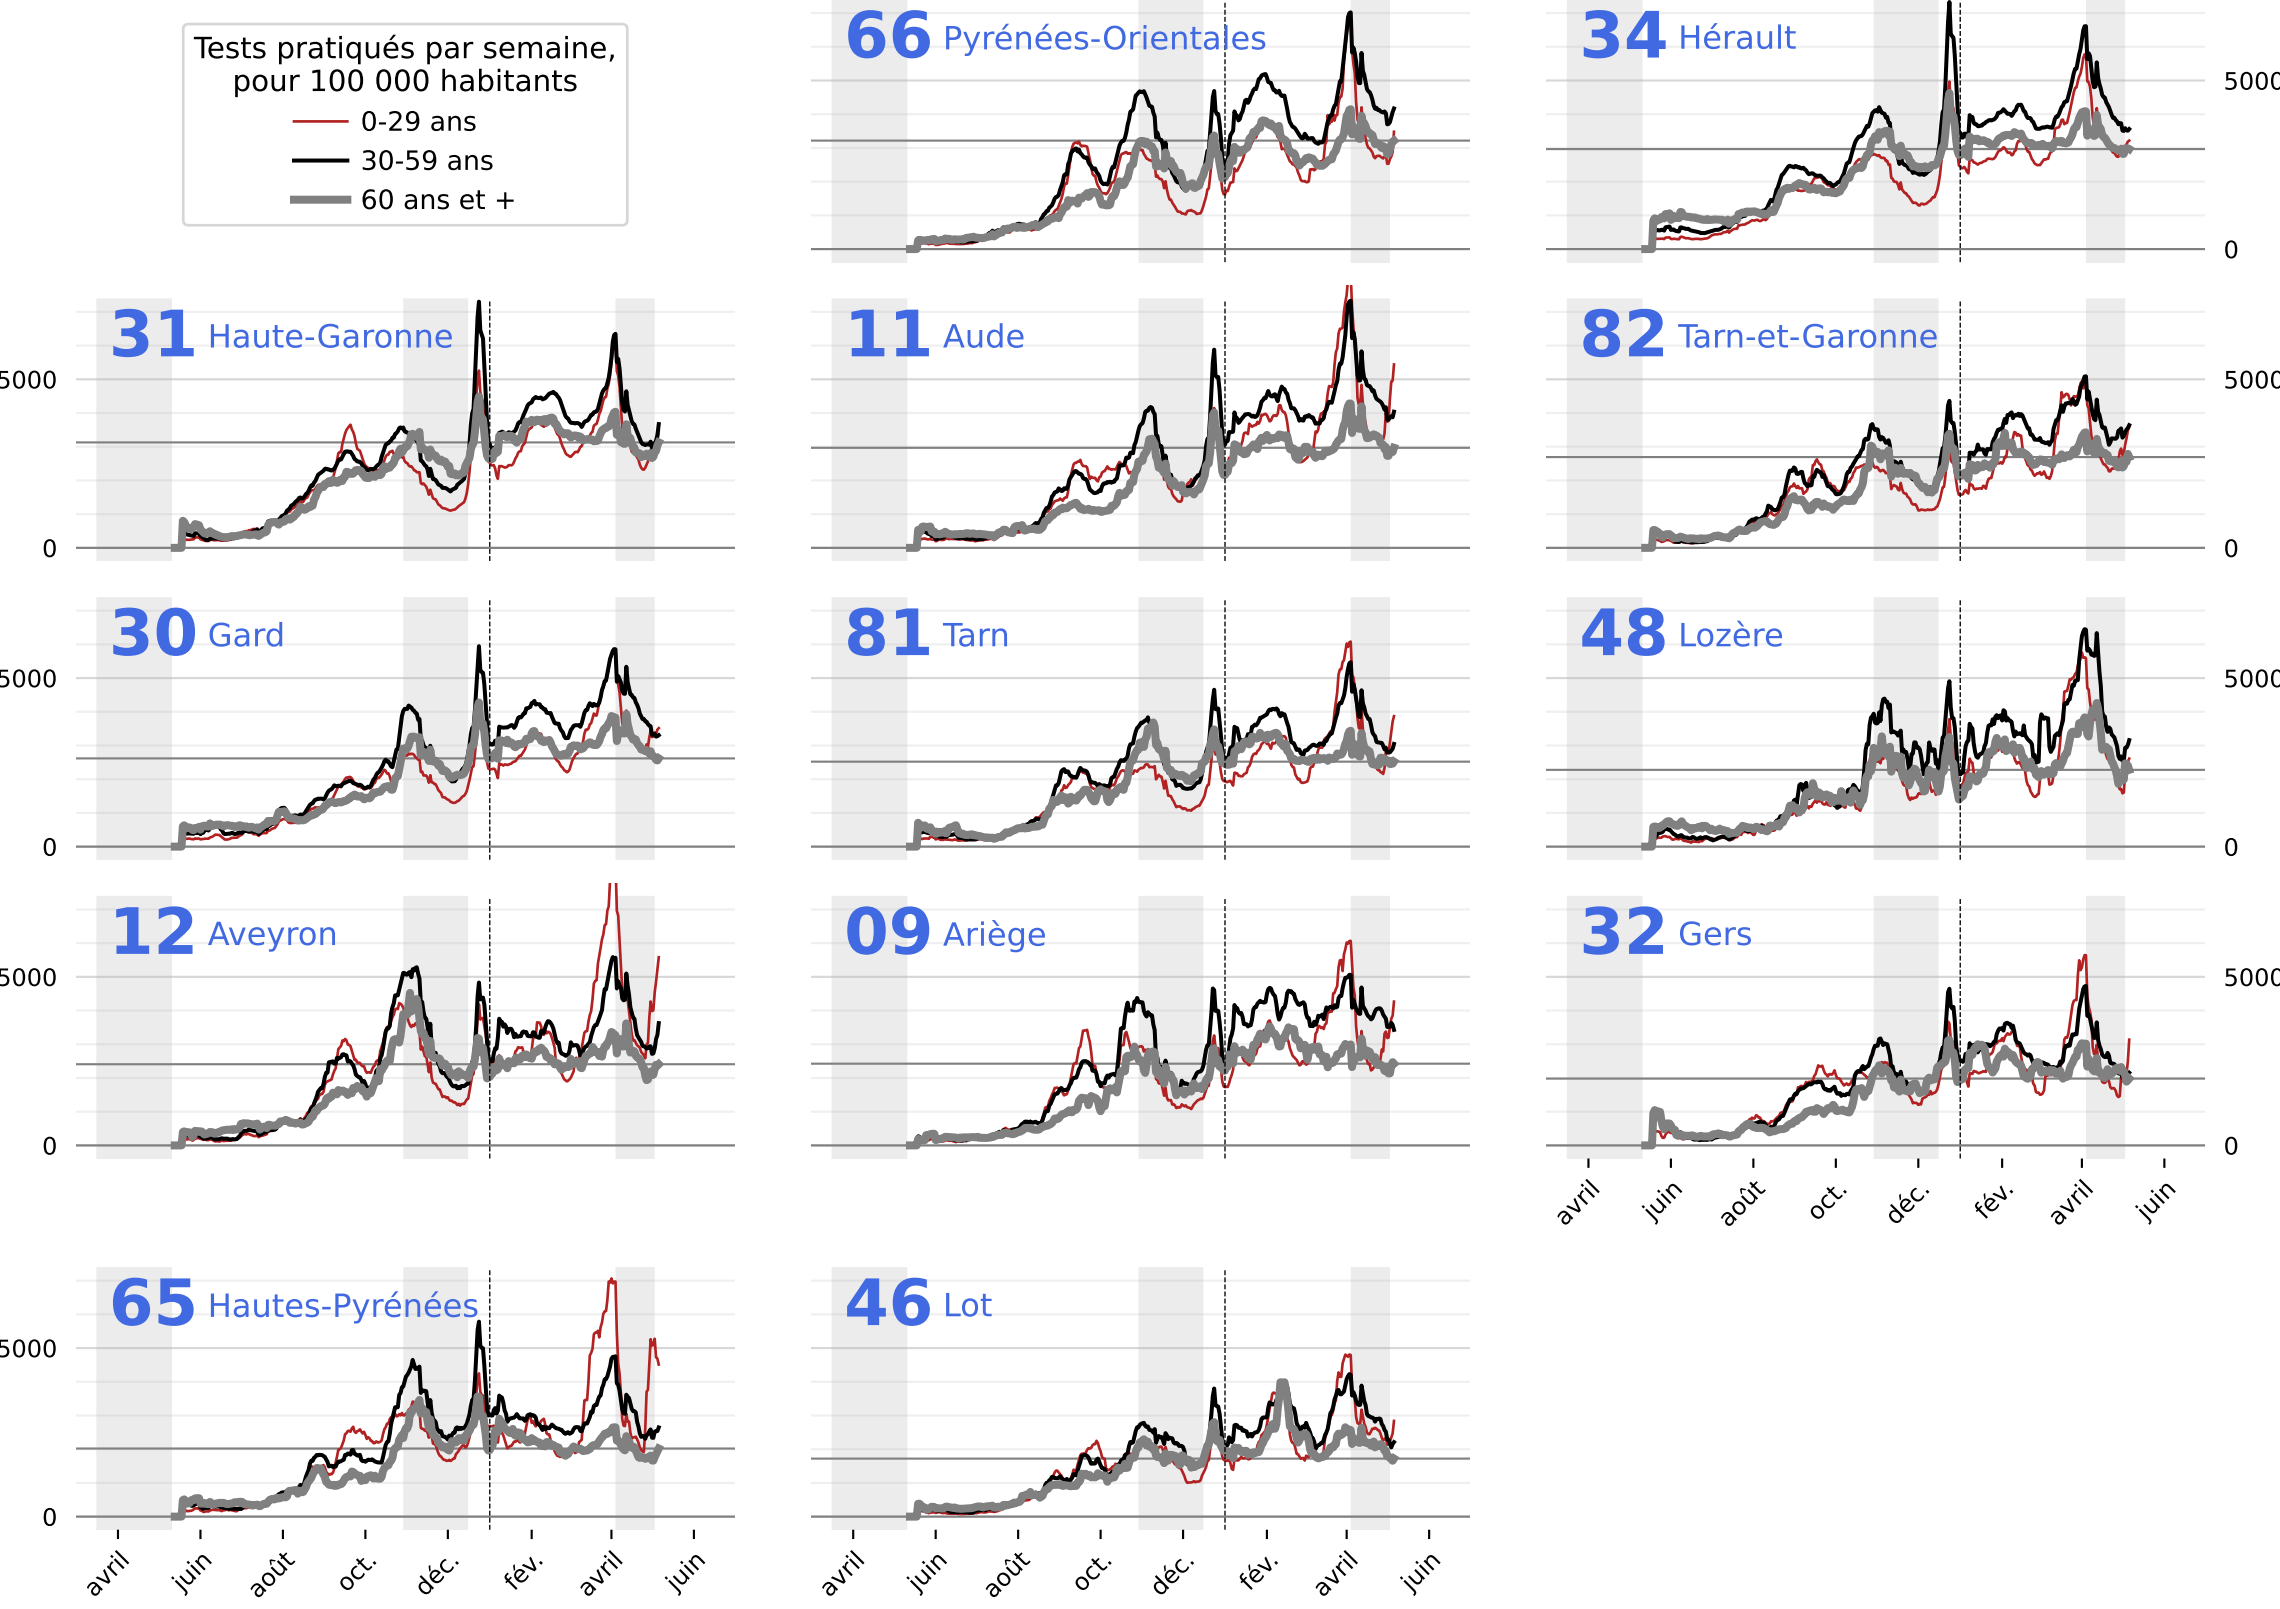 Tests pratiqués par semaine,
pour 100 000 habitants
0-29 ans
30-59 ans
60 ans et +
66 Pyrénées-Orientales
34 Hérault
5000
0
31 Haute-Garonne
11 Aude
82 Tarn-et-Garonne
5000
5000
0
0
30 Gard
81 Tarn
48 Lozère
5000
5000
0
0
12 Aveyron
09 Ariège
32 Gers
5000
5000
0
0
avril
juin
août
oct.
déc.
fév.
avril
juin
65 Hautes-Pyrénées
46 Lot
5000
0
avril
juin
août
oct.
déc.
fév.
avril
juin
avril
juin
août
oct.
déc.
fév.
avril
juin